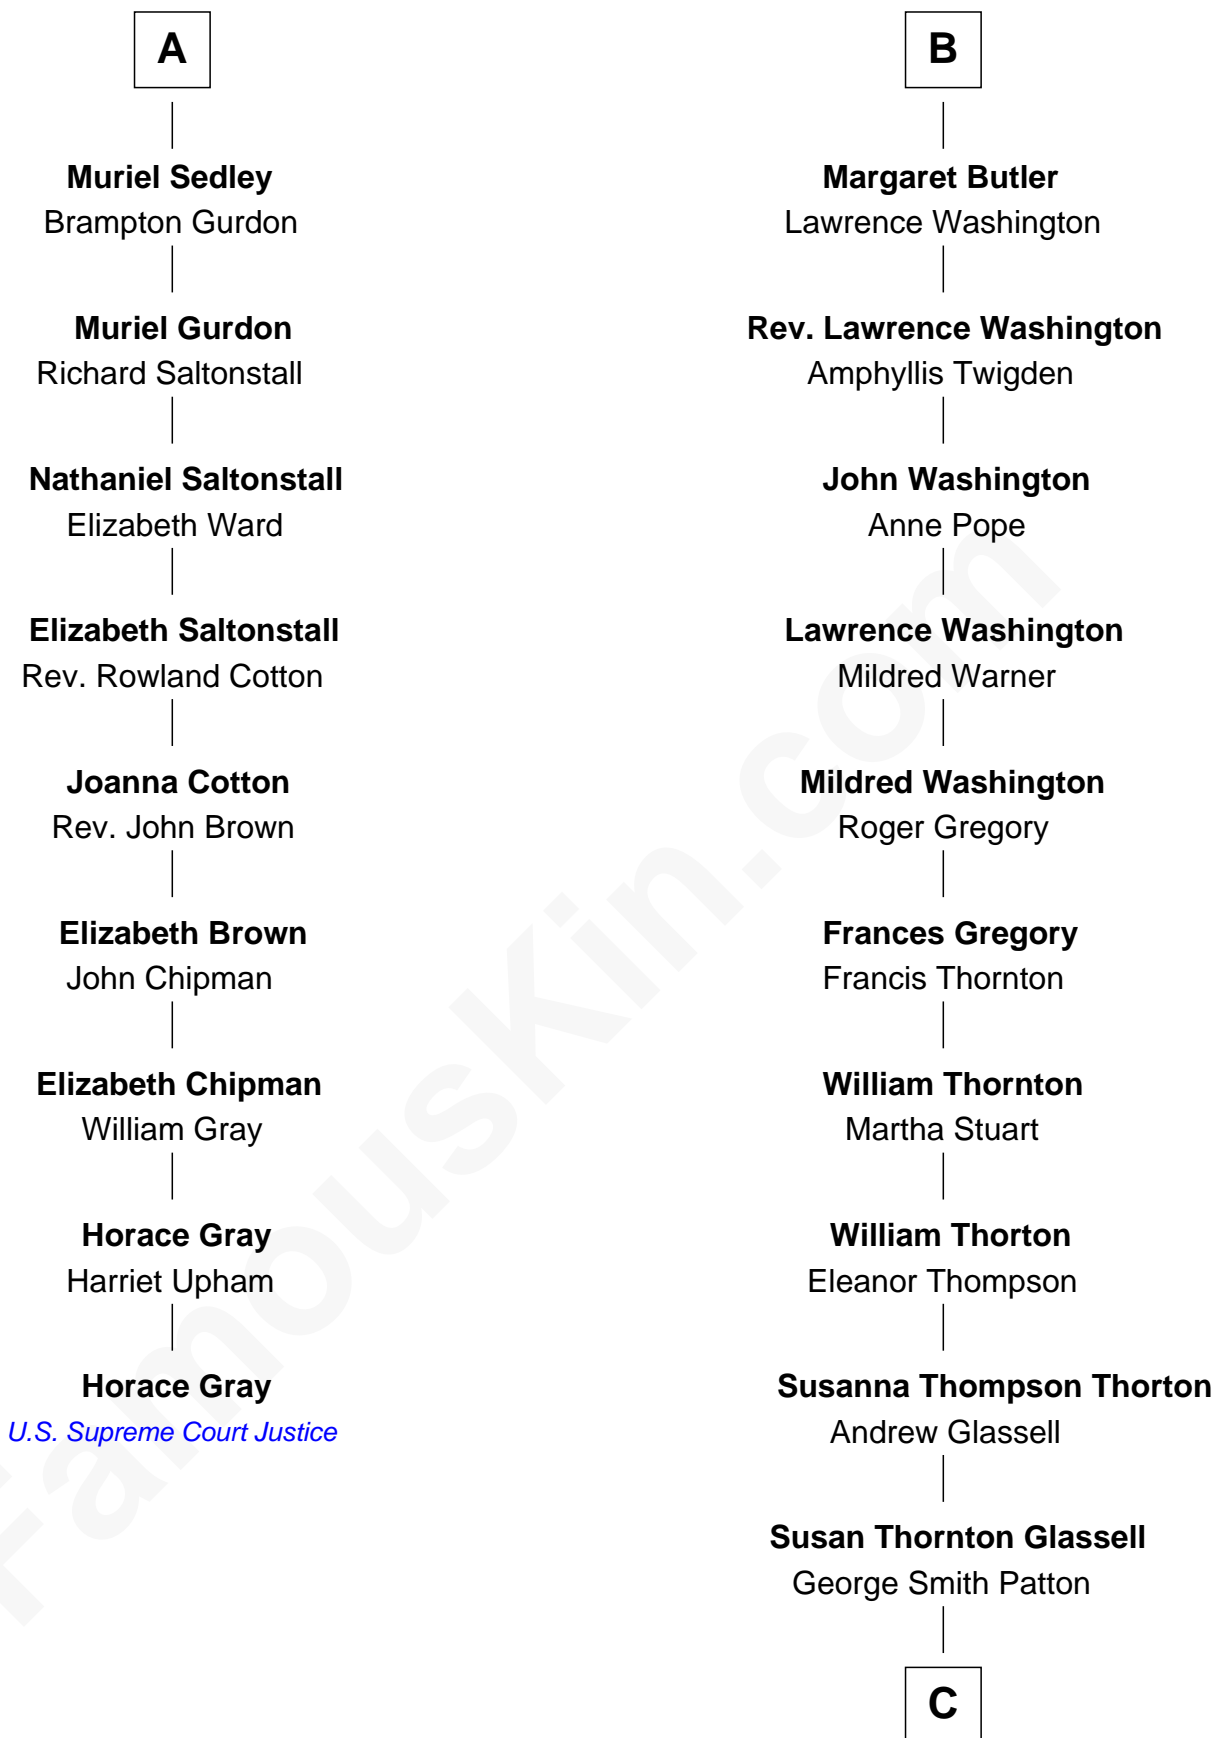 A
Muriel Sedley
Brampton Gurdon
Muriel Gurdon
Richard Saltonstall
Nathaniel Saltonstall
Elizabeth Ward
Elizabeth Saltonstall
Rev. Rowland Cotton
Joanna Cotton
Rev. John Brown
Elizabeth Brown
John Chipman
Elizabeth Chipman
William Gray
Horace Gray
Harriet Upham
Horace Gray
U.S. Supreme Court Justice
B
Margaret Butler
Lawrence Washington
Rev. Lawrence Washington
Amphyllis Twigden
John Washington
Anne Pope
Lawrence Washington
Mildred Warner
Mildred Washington
Roger Gregory
Frances Gregory
Francis Thornton
William Thornton
Martha Stuart
William Thorton
Eleanor Thompson
Susanna Thompson Thorton
Andrew Glassell
Susan Thornton Glassell
George Smith Patton
C
FamousKin.com